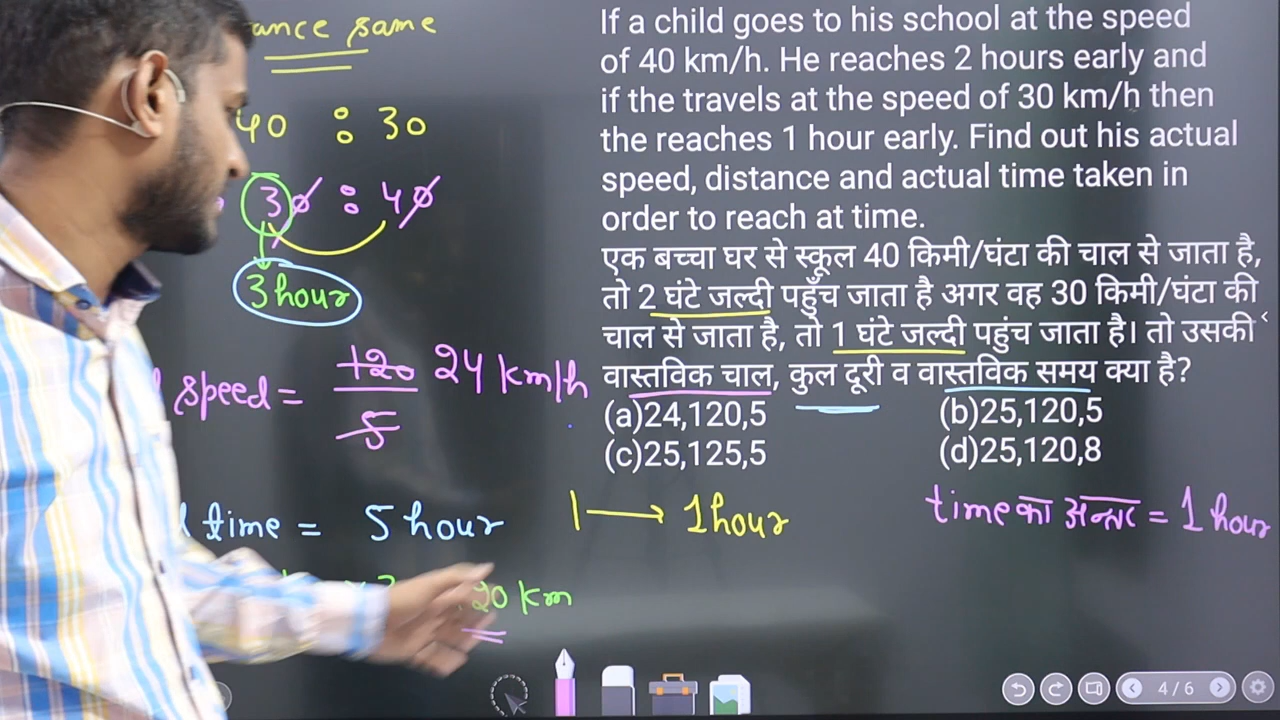 ance same
40 : 30
30 : 40
3 hour
speed = 120/5 24 km/h
time = 5 hour
20 km
If a child goes to his school at the speed
of 40 km/h. He reaches 2 hours early and
if the travels at the speed of 30 km/h then
the reaches 1 hour early. Find out his actual
speed, distance and actual time taken in
order to reach at time.
एक बच्चा घर से स्कूल 40 किमी/घंटा की चाल से जाता है,
तो 2 घंटे जल्दी पहुँच जाता है अगर वह 30 किमी/घंटा की
चाल से जाता है, तो 1 घंटे जल्दी पहुंच जाता है। तो उसकी
वास्तविक चाल, कुल दूरी व वास्तविक समय क्या है?
(a)24,120,5 (b)25,120,5
(c)25,125,5 (d)25,120,8
1 → 1 hour
time का अन्तर = 1 hour
4/6